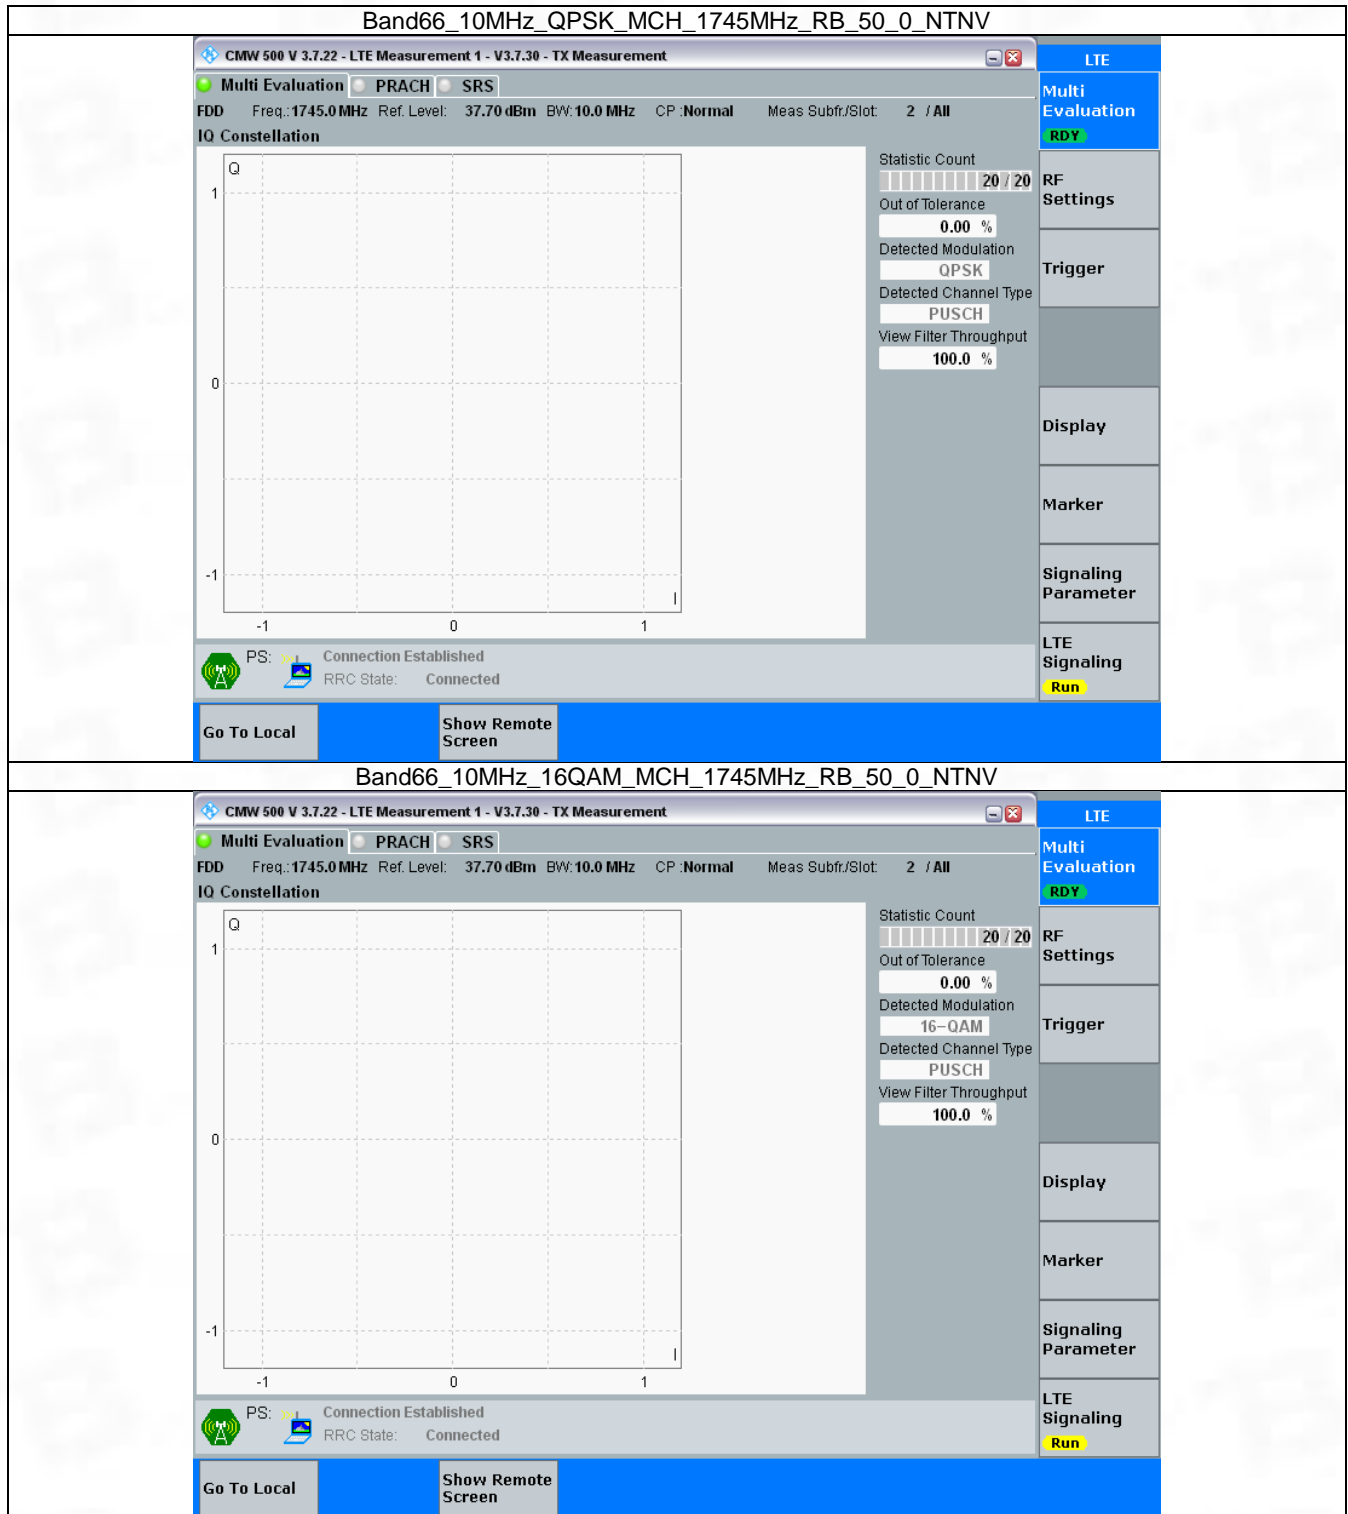 Band66_10MHz_QPSK_MCH_1745MHz_RB_50_0_NTNV
CMW 500 V 3.7.22 - LTE Measurement 1 - V3.7.30 - TX Measurement
LTE
Multi Evaluation PRACH SRS
FDD Freq.:1745.0 MHz Ref. Level: 37.70 dBm BW:10.0 MHz CP :Normal Meas Subfr./Slot: 2 / All
IQ Constellation
Multi
Evaluation
RDY
Q
1
0
-1
I
-1 0 1
Statistic Count
20 / 20
Out of Tolerance
0.00 %
Detected Modulation
QPSK
Detected Channel Type
PUSCH
View Filter Throughput
100.0 %
RF
Settings
Trigger
Display
Marker
Signaling
Parameter
LTE
Signaling
Run
PS: Connection Established
RRC State: Connected
Go To Local
Show Remote
Screen
Band66_10MHz_16QAM_MCH_1745MHz_RB_50_0_NTNV
CMW 500 V 3.7.22 - LTE Measurement 1 - V3.7.30 - TX Measurement
LTE
Multi Evaluation PRACH SRS
FDD Freq.:1745.0 MHz Ref. Level: 37.70 dBm BW:10.0 MHz CP :Normal Meas Subfr./Slot: 2 / All
IQ Constellation
Multi
Evaluation
RDY
Q
1
0
-1
I
-1 0 1
Statistic Count
20 / 20
Out of Tolerance
0.00 %
Detected Modulation
16-QAM
Detected Channel Type
PUSCH
View Filter Throughput
100.0 %
RF
Settings
Trigger
Display
Marker
Signaling
Parameter
LTE
Signaling
Run
PS: Connection Established
RRC State: Connected
Go To Local
Show Remote
Screen